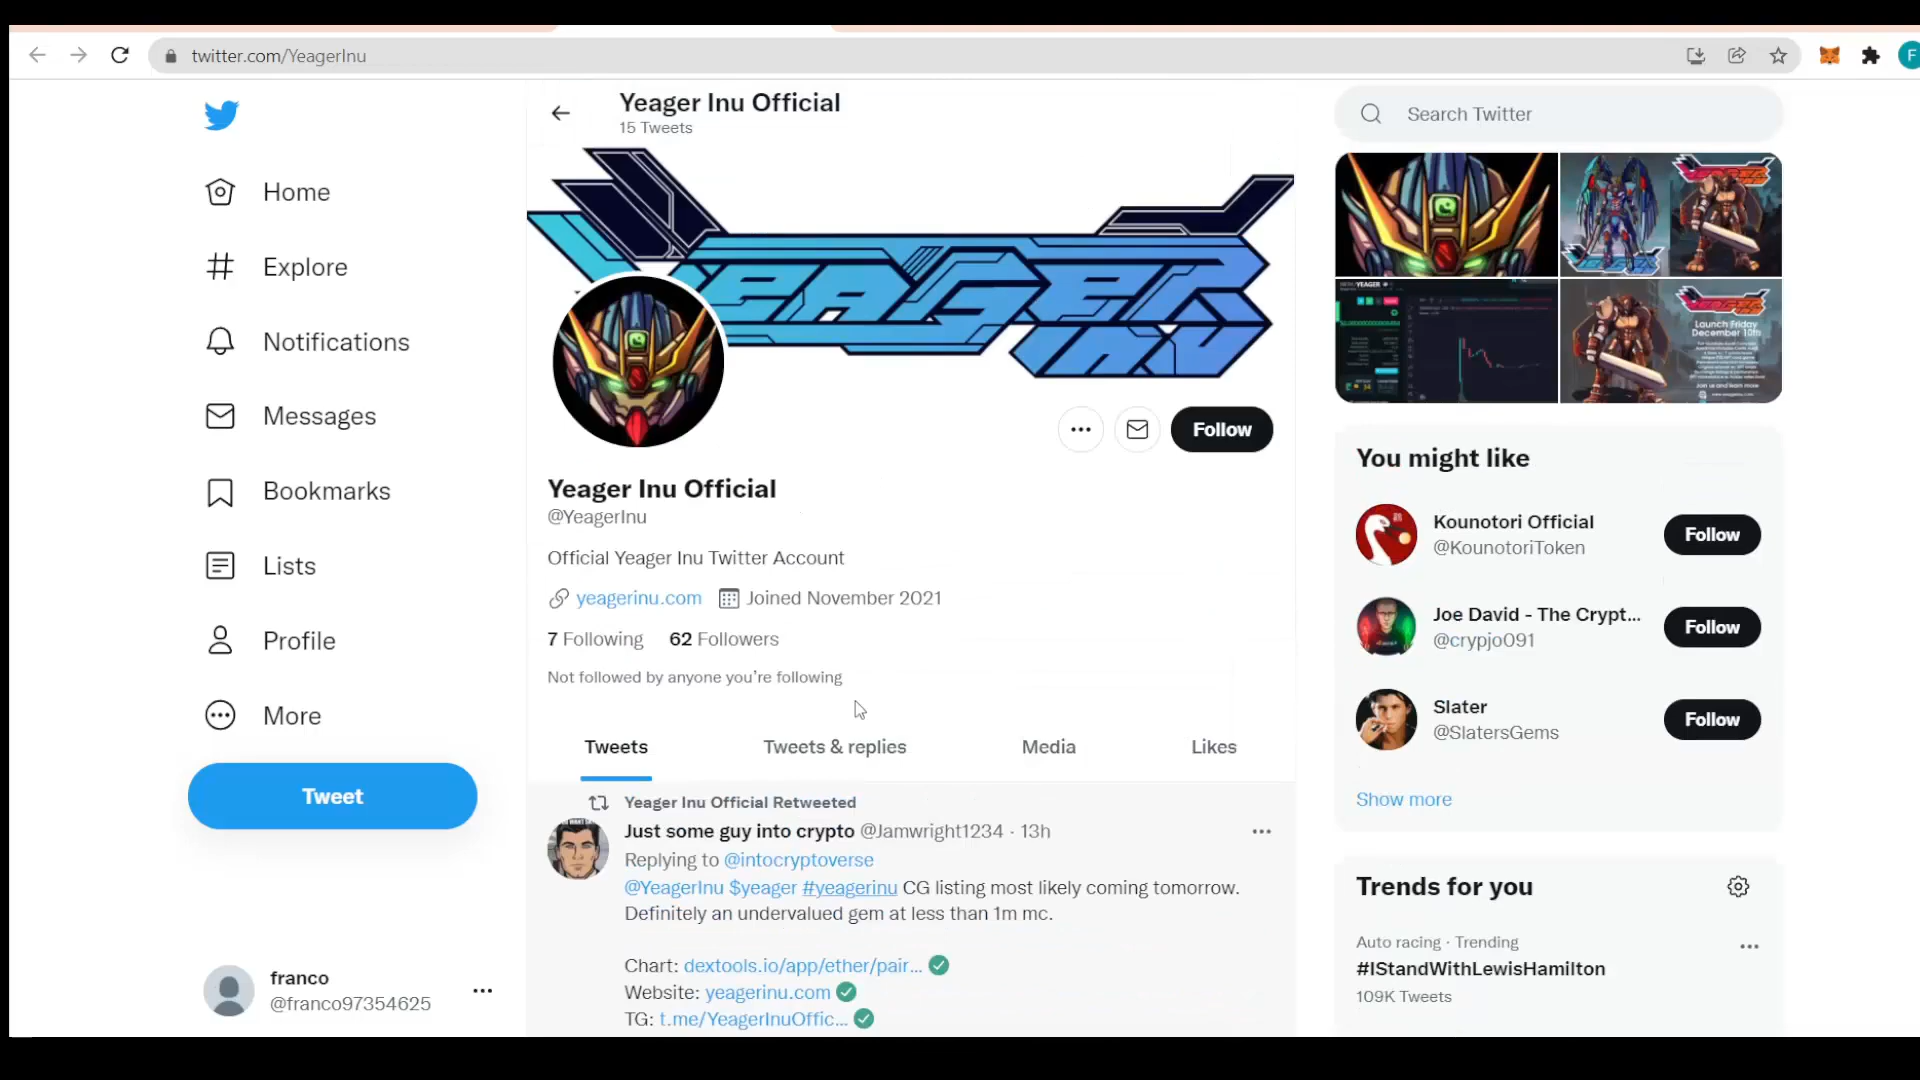 twitter.com/YeagerInu
F
Home
Explore
Notifications
Messages
Bookmarks
Lists
Profile
More
Tweet
franco
@franco97354625
Yeager Inu Official
15 Tweets
YEAGER
INU
Follow
Yeager Inu Official
@YeagerInu
Official Yeager Inu Twitter Account
yeagerinu.com Joined November 2021
7 Following 62 Followers
Not followed by anyone you're following
Tweets Tweets & replies Media Likes
Yeager Inu Official Retweeted
Just some guy into crypto @Jamwright1234 · 13h
Replying to @intocryptoverse
@YeagerInu $yeager #yeagerinu CG listing most likely coming tomorrow.
Definitely an undervalued gem at less than 1m mc.
Chart: dextools.io/app/ether/pair...
Website: yeagerinu.com
TG: t.me/YeagerInuOffic...
Search Twitter
Launch Friday
December 10th
You might like
Kounotori Official
@KounotoriToken
Follow
Joe David - The Crypt...
@crypjo091
Follow
Slater
@SlatersGems
Follow
Show more
Trends for you
Auto racing · Trending
#IStandWithLewisHamilton
109K Tweets